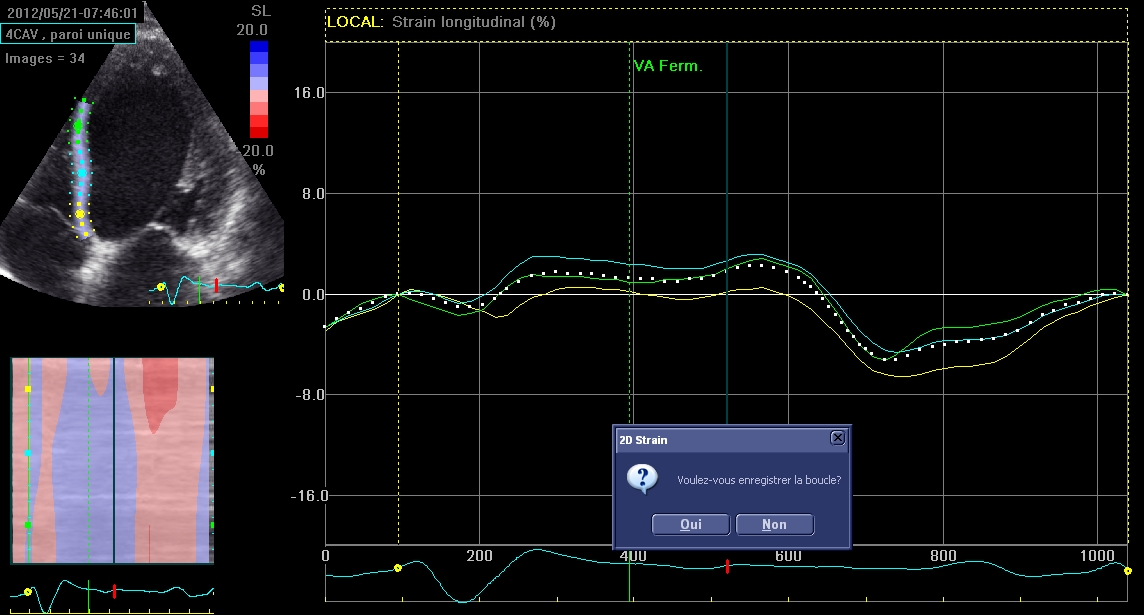 2012/05/21-07:46:01
4CAV , paroi unique
Images = 34
SL
20.0
-20.0
%
LOCAL: Strain longitudinal (%)
VA Ferm.
16.0
8.0
0.0
-8.0
-16.0
2D Strain
Voulez-vous enregistrer la boucle?
Oui Non
0 200 400 600 800 1000